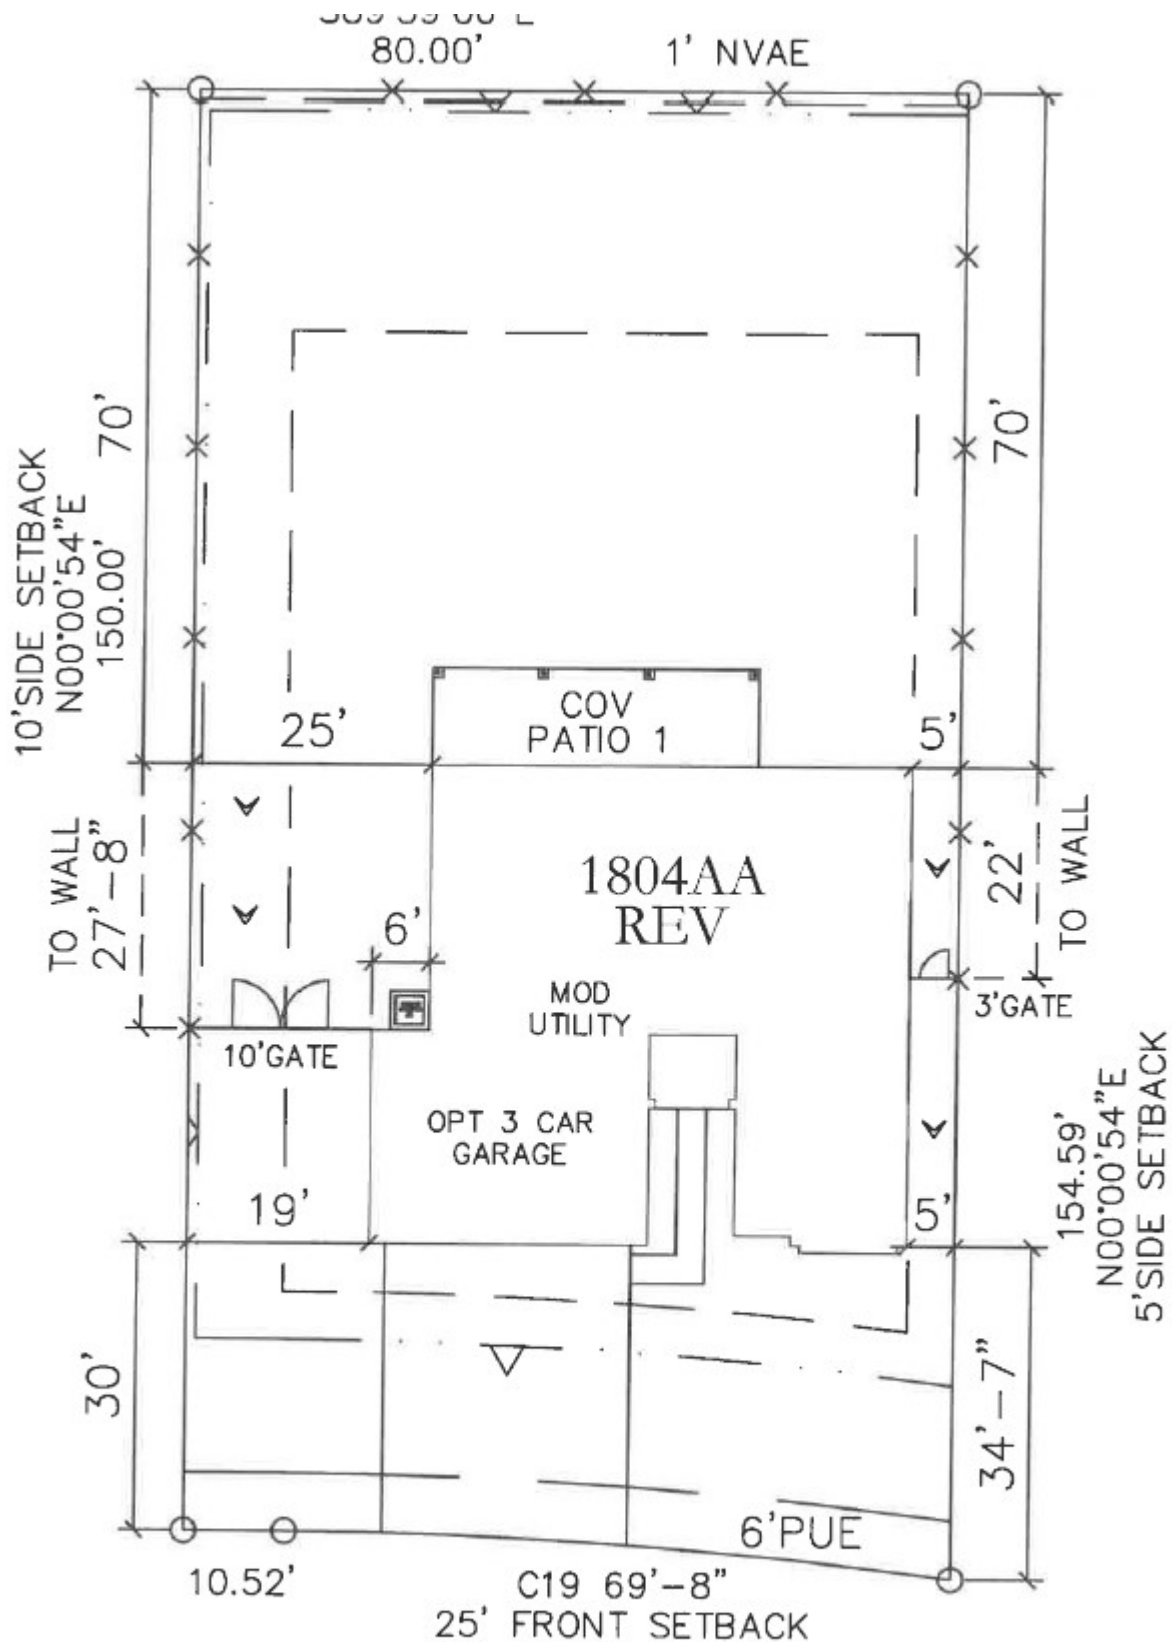 80.00'
1' NVAE
70'
70'
10'SIDE SETBACK
N00°00'54"E
150.00'
25'
COV
PATIO 1
5'
TO WALL
27'-8"
1804AA
REV
22'
TO WALL
6'
MOD
UTILITY
3'GATE
10'GATE
OPT 3 CAR
GARAGE
154.59'
N00°00'54"E
5'SIDE SETBACK
19'
5'
30'
34'-7"
6'PUE
10.52'
C19 69'-8"
25' FRONT SETBACK